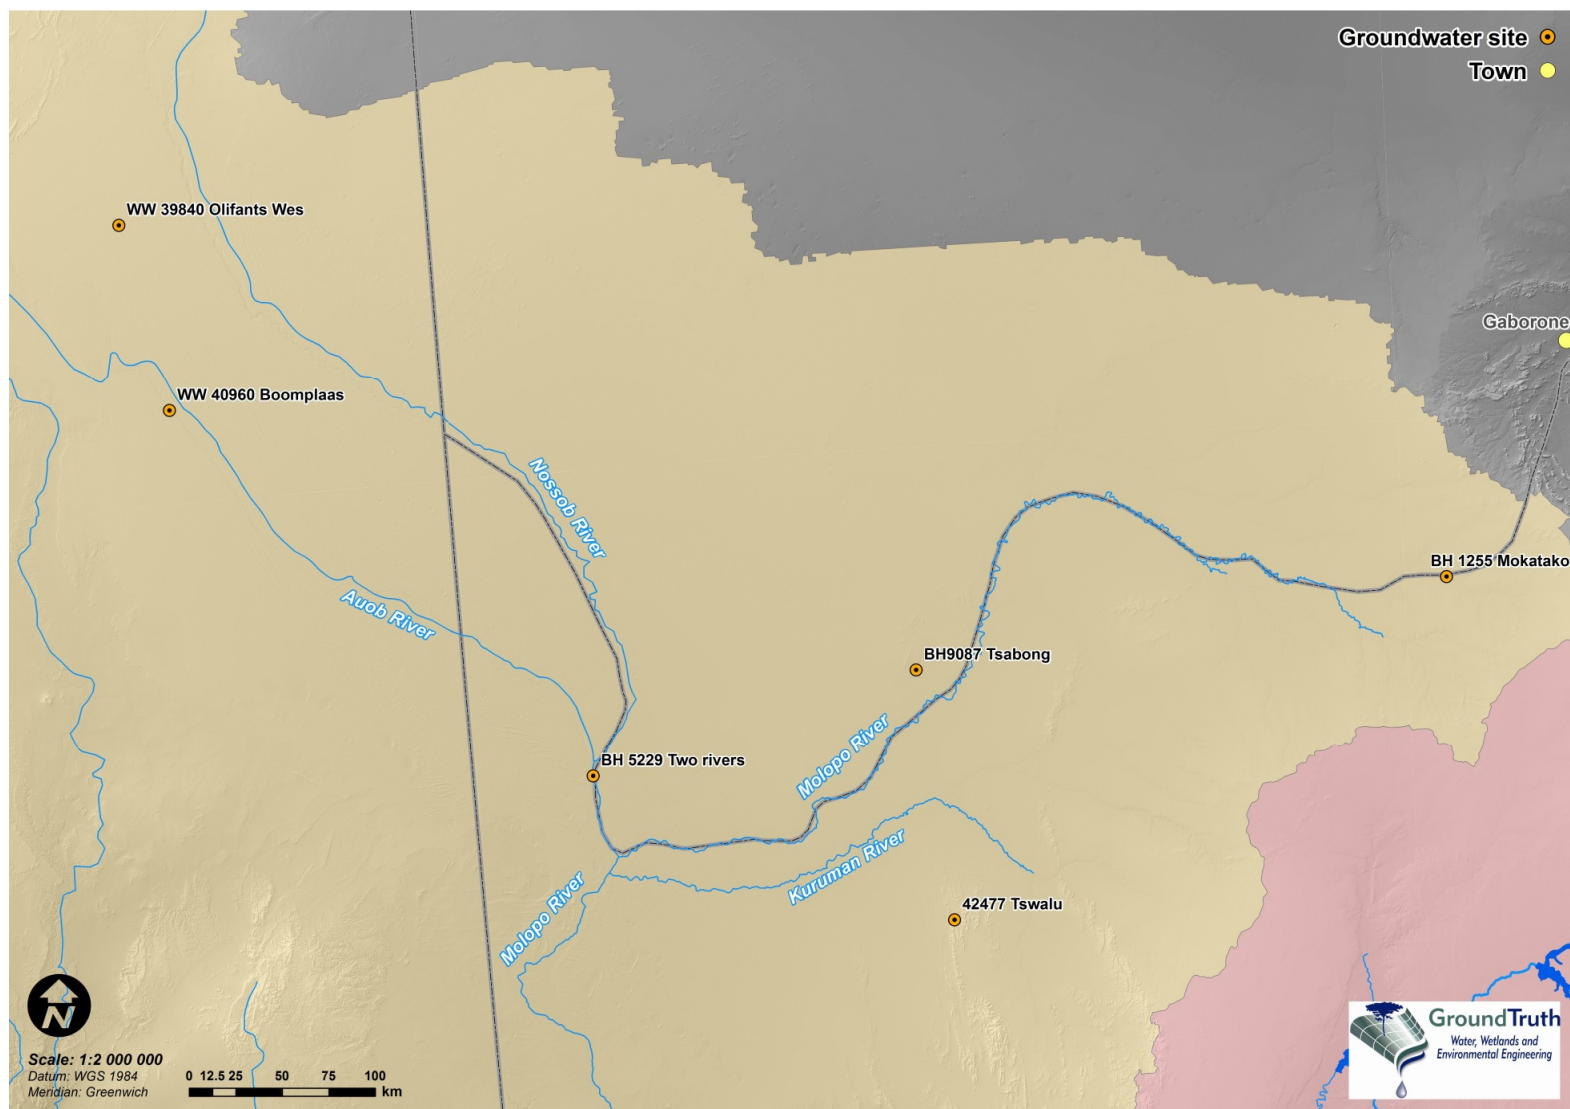 Groundwater site
Town
WW 39840 Olifants Wes
Gaborone
WW 40960 Boomplaas
Nossob River
BH 1255 Mokatako
Auob River
BH9087 Tsabong
Molopo River
BH 5229 Two rivers
Kuruman River
Molopo River
42477 Tswalu
N
Scale: 1:2 000 000
Datum: WGS 1984
Meridian: Greenwich
0 12.5 25 50 75 100
km
GroundTruth
Water, Wetlands and
Environmental Engineering